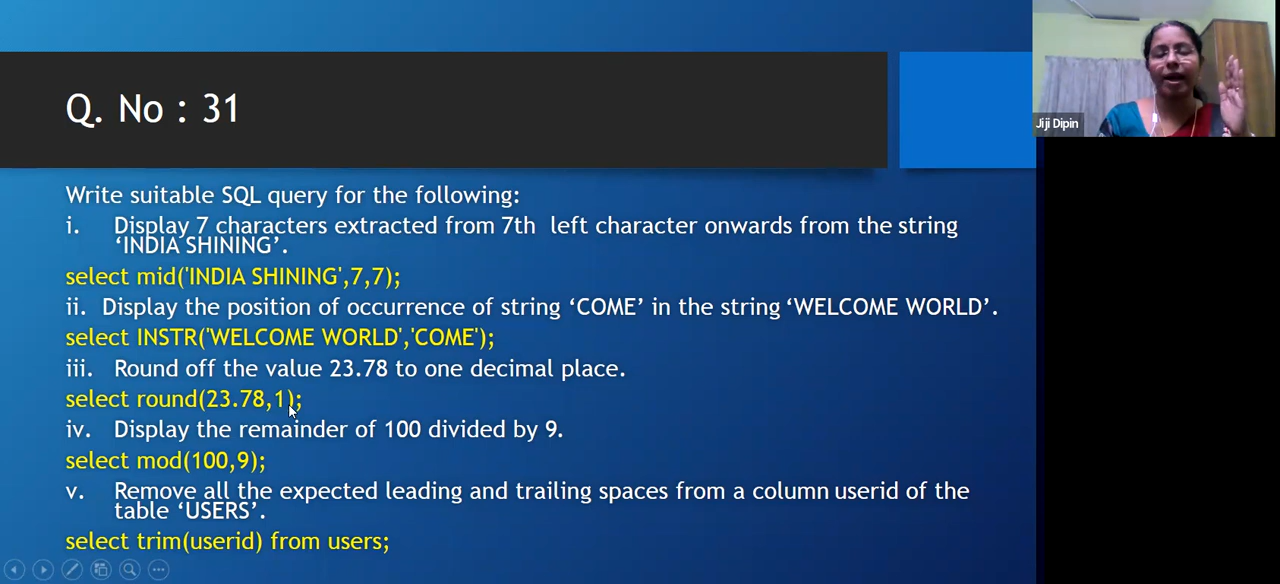 Q. No : 31
Jiji Dipin
Write suitable SQL query for the following:
i. Display 7 characters extracted from 7th left character onwards from the string
‘INDIA SHINING’.
select mid('INDIA SHINING',7,7);
ii. Display the position of occurrence of string ‘COME’ in the string ‘WELCOME WORLD’.
select INSTR('WELCOME WORLD','COME');
iii. Round off the value 23.78 to one decimal place.
select round(23.78,1);
iv. Display the remainder of 100 divided by 9.
select mod(100,9);
v. Remove all the expected leading and trailing spaces from a column userid of the
table ‘USERS’.
select trim(userid) from users;